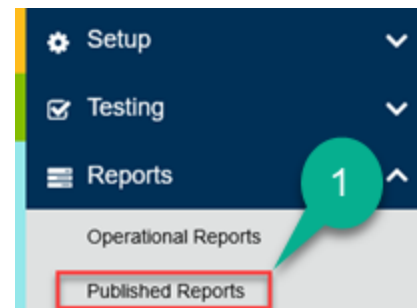 Setup
Testing
Reports
1
Operational Reports
Published Reports